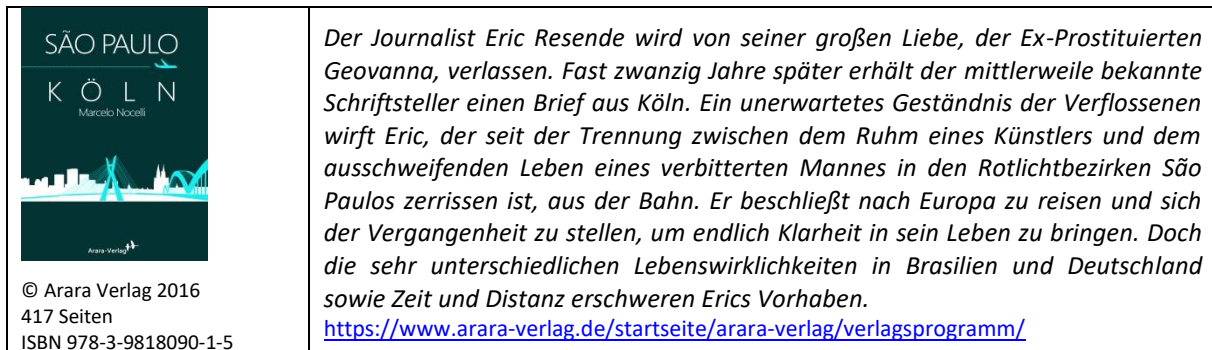 SÃO PAULO
KÖLN
Marcelo Nocelli
Arara-Verlag
© Arara Verlag 2016
417 Seiten
ISBN 978-3-9818090-1-5
Der Journalist Eric Resende wird von seiner großen Liebe, der Ex-Prostituierten
Geovanna, verlassen. Fast zwanzig Jahre später erhält der mittlerweile bekannte
Schriftsteller einen Brief aus Köln. Ein unerwartetes Geständnis der Verflossenen
wirft Eric, der seit der Trennung zwischen dem Ruhm eines Künstlers und dem
ausschweifenden Leben eines verbitterten Mannes in den Rotlichtbezirken São
Paulos zerrissen ist, aus der Bahn. Er beschließt nach Europa zu reisen und sich
der Vergangenheit zu stellen, um endlich Klarheit in sein Leben zu bringen. Doch
die sehr unterschiedlichen Lebenswirklichkeiten in Brasilien und Deutschland
sowie Zeit und Distanz erschweren Erics Vorhaben.
https://www.arara-verlag.de/startseite/arara-verlag/verlagsprogramm/